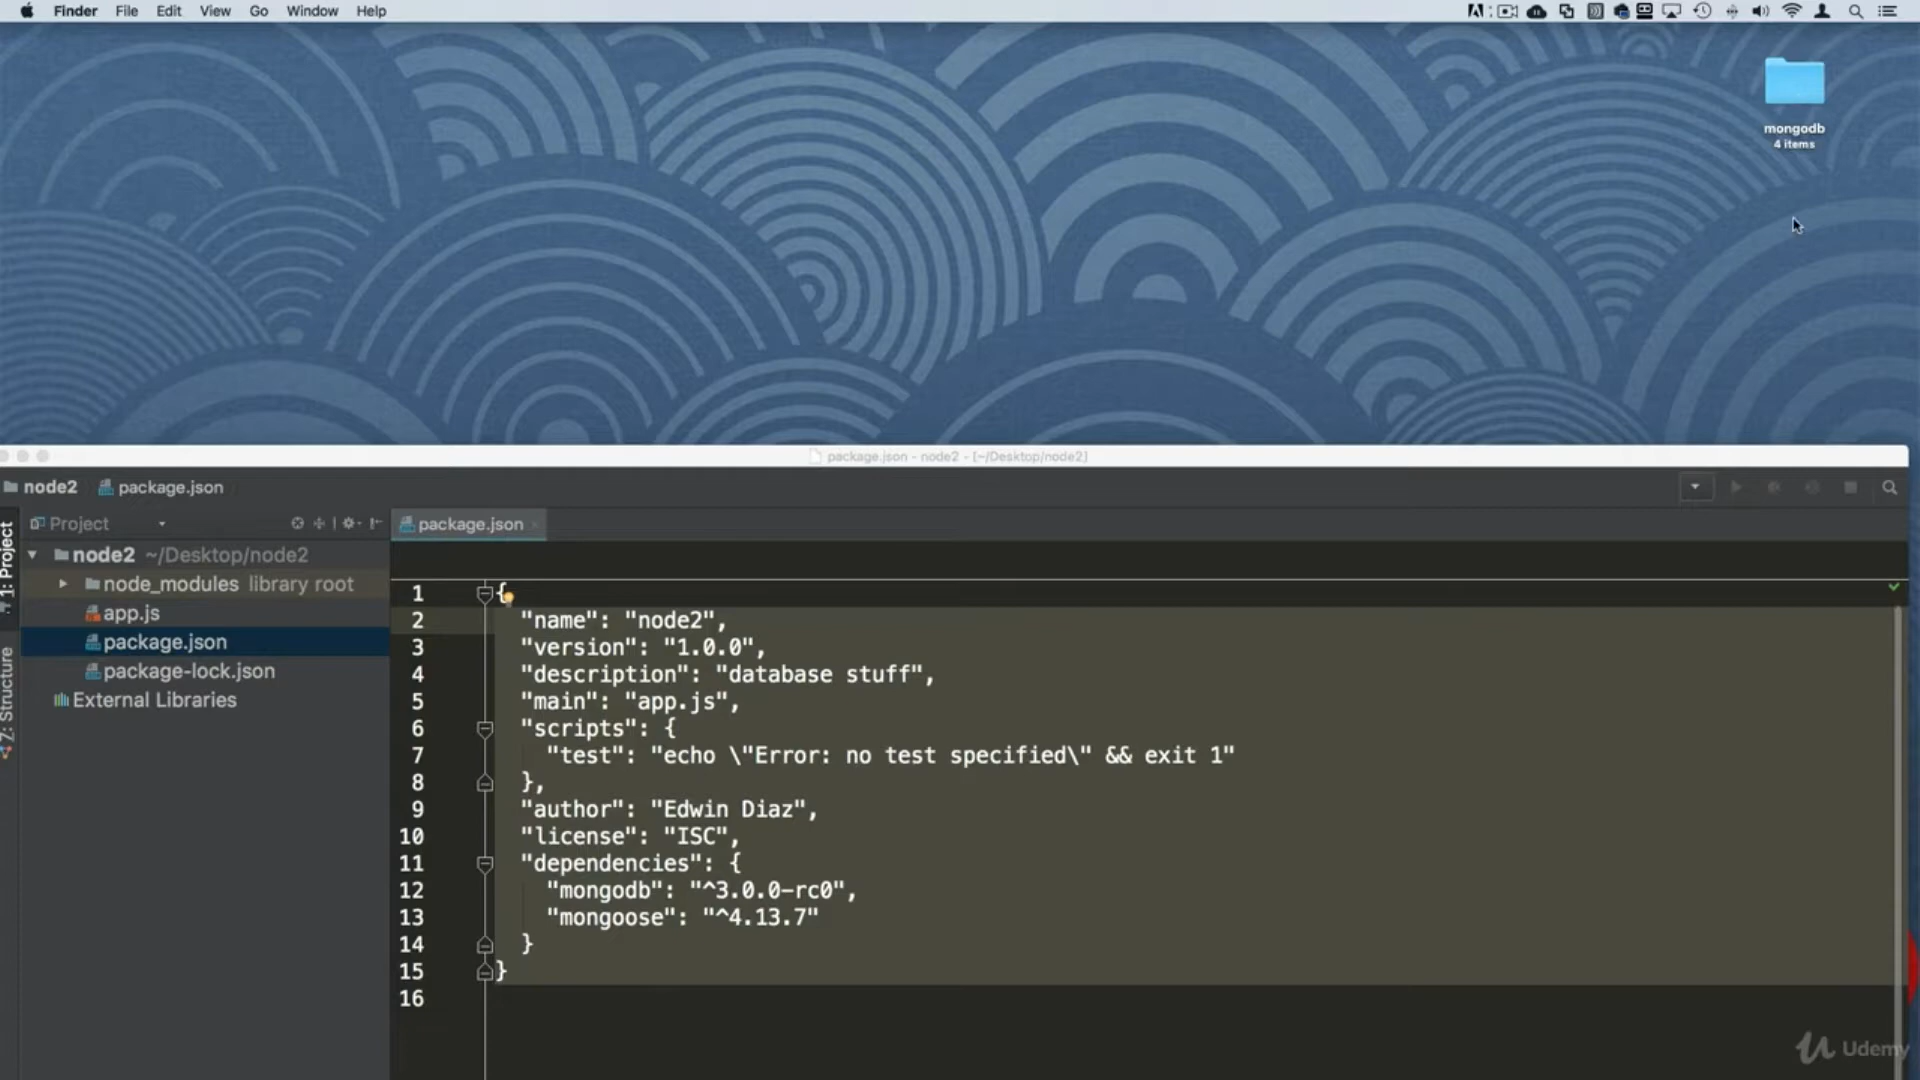 Finder File Edit View Go Window Help
mongodb
4 items
package.json - node2 - [~/Desktop/node2]
node2 package.json
Project
package.json
1: Project
node2 ~/Desktop/node2
node_modules library root
app.js
package.json
package-lock.json
External Libraries
Z: Structure
1 {
2 "name": "node2",
3 "version": "1.0.0",
4 "description": "database stuff",
5 "main": "app.js",
6 "scripts": {
7 "test": "echo \"Error: no test specified\" && exit 1"
8 },
9 "author": "Edwin Diaz",
10 "license": "ISC",
11 "dependencies": {
12 "mongodb": "^3.0.0-rc0",
13 "mongoose": "^4.13.7"
14 }
15 }
16
Udemy